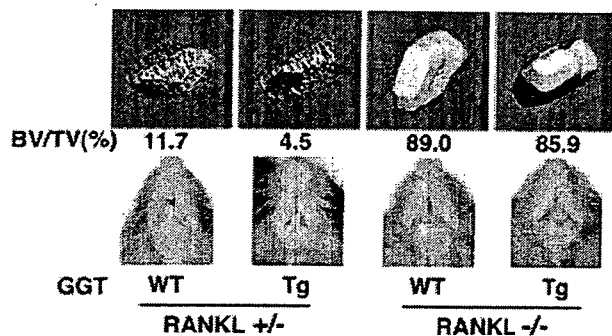 BV/TV(%) 11.7 4.5 89.0 85.9
GGT WT Tg WT Tg
RANKL +/- RANKL -/-